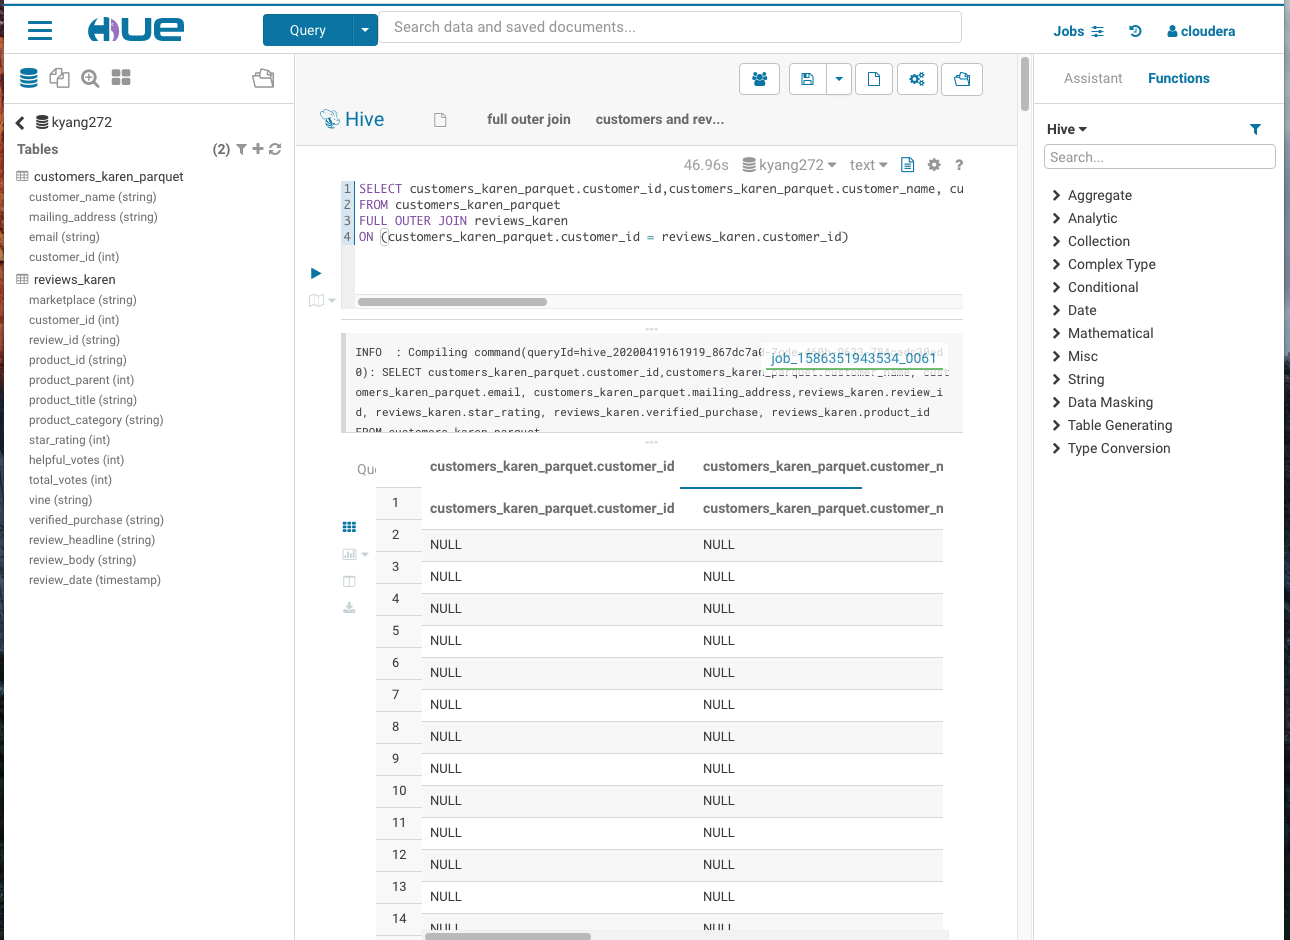 HUE
Query
Search data and saved documents...
Jobs
cloudera
Assistant
Functions
kyang272
Tables
(2)
customers_karen_parquet
customer_name (string)
mailing_address (string)
email (string)
customer_id (int)
reviews_karen
marketplace (string)
customer_id (int)
review_id (string)
product_id (string)
product_parent (int)
product_title (string)
product_category (string)
star_rating (int)
helpful_votes (int)
total_votes (int)
vine (string)
verified_purchase (string)
review_headline (string)
review_body (string)
review_date (timestamp)
Hive
full outer join
customers and rev...
46.96s
kyang272
text
?
1 SELECT customers_karen_parquet.customer_id,customers_karen_parquet.customer_name, cu
2 FROM customers_karen_parquet
3 FULL OUTER JOIN reviews_karen
4 ON (customers_karen_parquet.customer_id = reviews_karen.customer_id)
INFO  : Compiling command(queryId=hive_20200419161919_867dc7a0
job_1586351943534_0061
0): SELECT customers_karen_parquet.customer_id,customers_karen_parquet.customer_name, cust
omers_karen_parquet.email, customers_karen_parquet.mailing_address,reviews_karen.review_i
d, reviews_karen.star_rating, reviews_karen.verified_purchase, reviews_karen.product_id
FROM customers_karen_parquet
Qu
customers_karen_parquet.customer_id customers_karen_parquet.customer_n
1 customers_karen_parquet.customer_id customers_karen_parquet.customer_n
2 NULL NULL
3 NULL NULL
4 NULL NULL
5 NULL NULL
6 NULL NULL
7 NULL NULL
8 NULL NULL
9 NULL NULL
10 NULL NULL
11 NULL NULL
12 NULL NULL
13 NULL NULL
14 NULL NULL
Hive
Search...
Aggregate
Analytic
Collection
Complex Type
Conditional
Date
Mathematical
Misc
String
Data Masking
Table Generating
Type Conversion